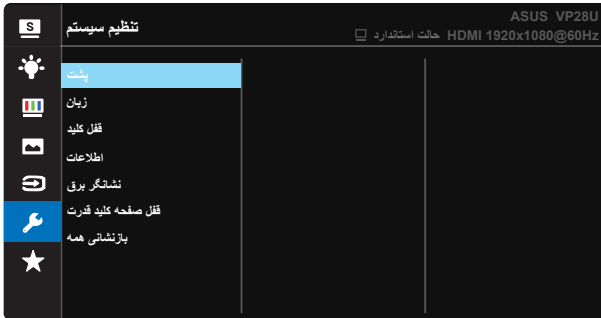 S
تنظیم سیستم
ASUS VP28U
حالت استاندارد HDMI 1920x1080@60Hz
پشت
زبان
قفل کلید
اطلاعات
نشانگر برق
قفل صفحه کلید قدرت
بازنشانی همه